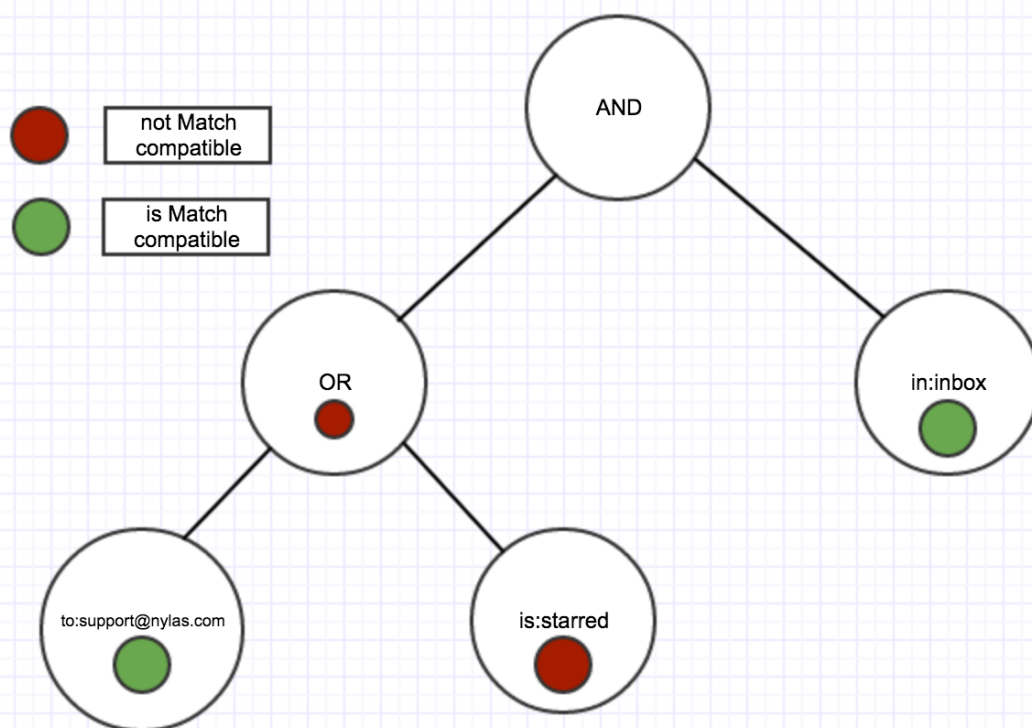 AND
not Match
compatible
is Match
compatible
OR
in:inbox
to:support@nylas.com
is:starred